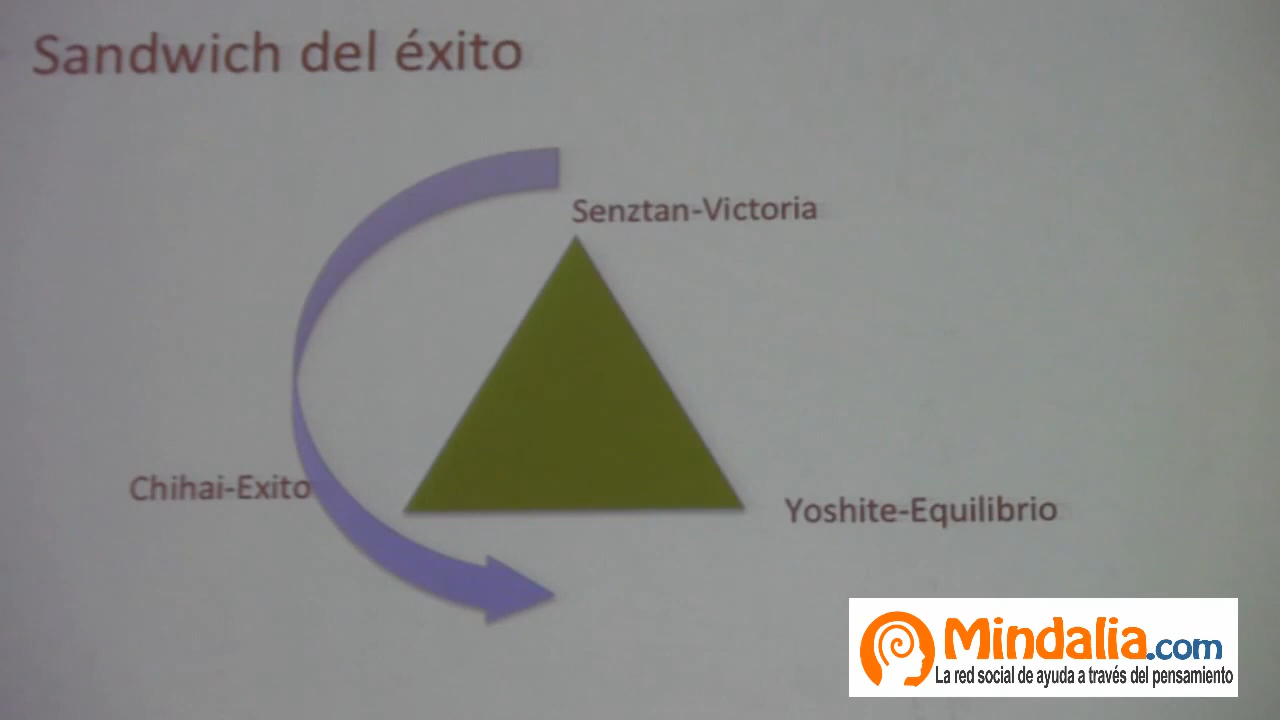 Sandwich del éxito
Senztan-Victoria
Chihai-Exito
Yoshite-Equilibrio
Mindalia.com
La red social de ayuda a través del pensamiento